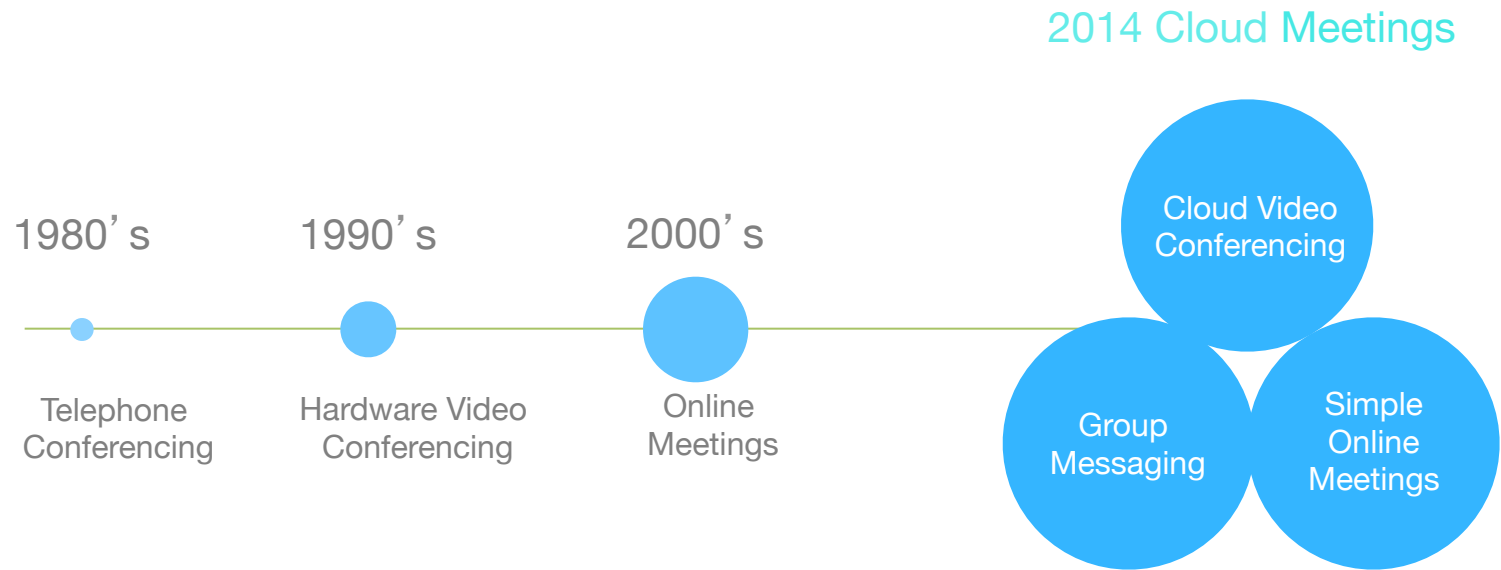 2014 Cloud Meetings
1980’ s
1990’ s
2000’ s
Telephone
Conferencing
Hardware Video
Conferencing
Online
Meetings
Cloud Video
Conferencing
Group
Messaging
Simple
Online
Meetings